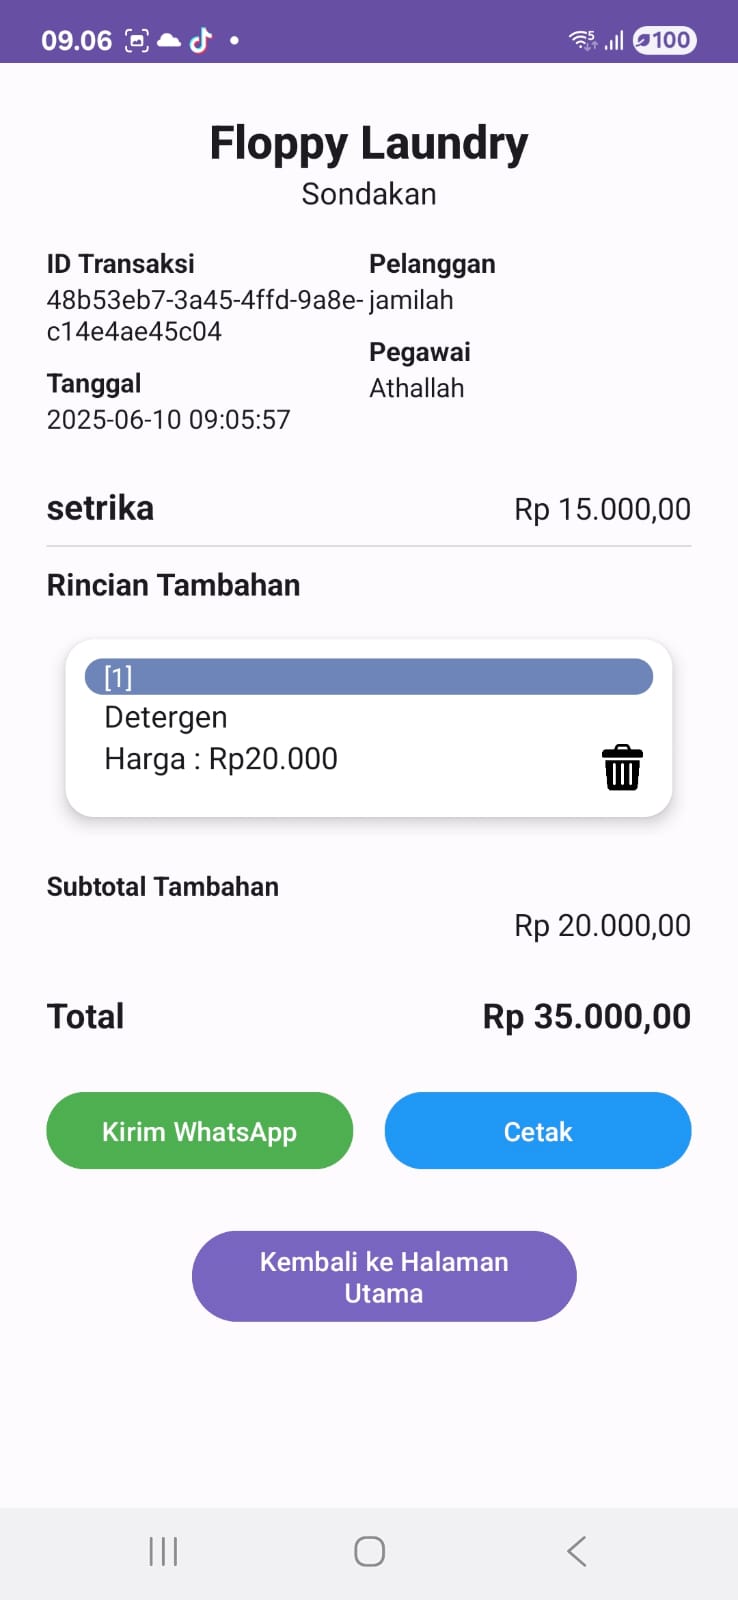 09.06
5
100
Floppy Laundry
Sondakan
ID Transaksi
48b53eb7-3a45-4ffd-9a8e-
c14e4ae45c04
Tanggal
2025-06-10 09:05:57
Pelanggan
jamilah
Pegawai
Athallah
setrika Rp 15.000,00
Rincian Tambahan
[1]
Detergen
Harga : Rp20.000
Subtotal Tambahan
Rp 20.000,00
Total Rp 35.000,00
Kirim WhatsApp Cetak
Kembali ke Halaman
Utama